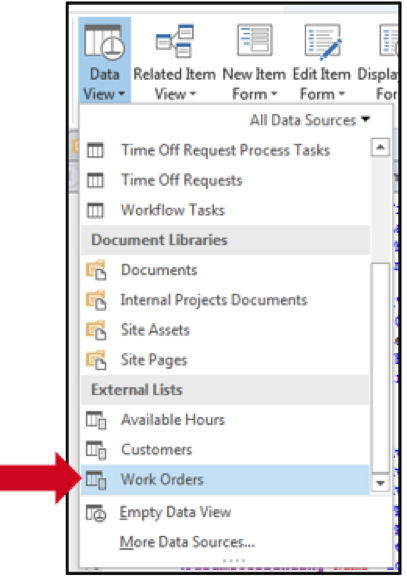 Data Related Item New Item Edit Item Displa
View View Form Form For
All Data Sources
Time Off Request Process Tasks
Time Off Requests
Workflow Tasks
Document Libraries
Documents
Internal Projects Documents
Site Assets
Site Pages
External Lists
Available Hours
Customers
Work Orders
Empty Data View
More Data Sources...